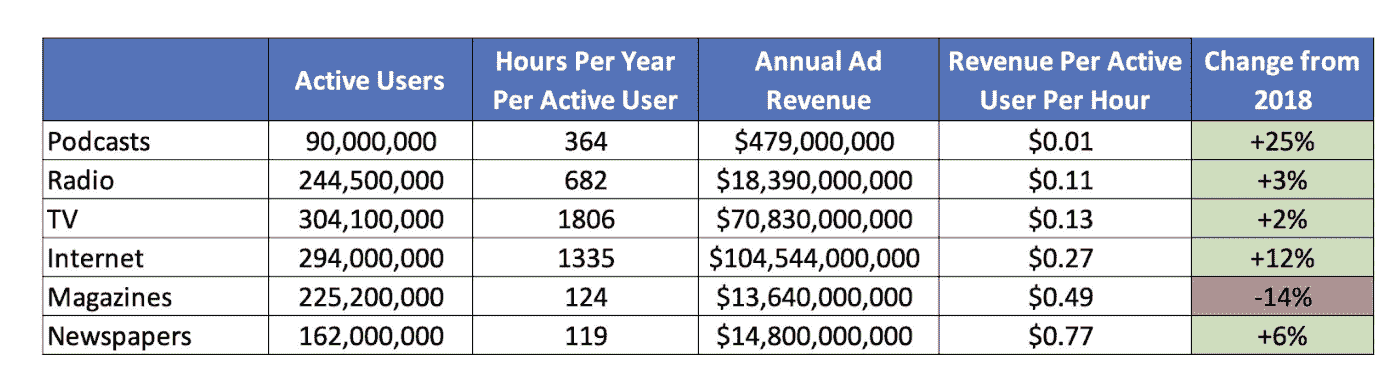 Active Users Hours Per Year Per Active User Annual Ad Revenue Revenue Per Active User Per Hour Change from 2018
Podcasts 90,000,000 364 $479,000,000 $0.01 +25%
Radio 244,500,000 682 $18,390,000,000 $0.11 +3%
TV 304,100,000 1806 $70,830,000,000 $0.13 +2%
Internet 294,000,000 1335 $104,544,000,000 $0.27 +12%
Magazines 225,200,000 124 $13,640,000,000 $0.49 -14%
Newspapers 162,000,000 119 $14,800,000,000 $0.77 +6%